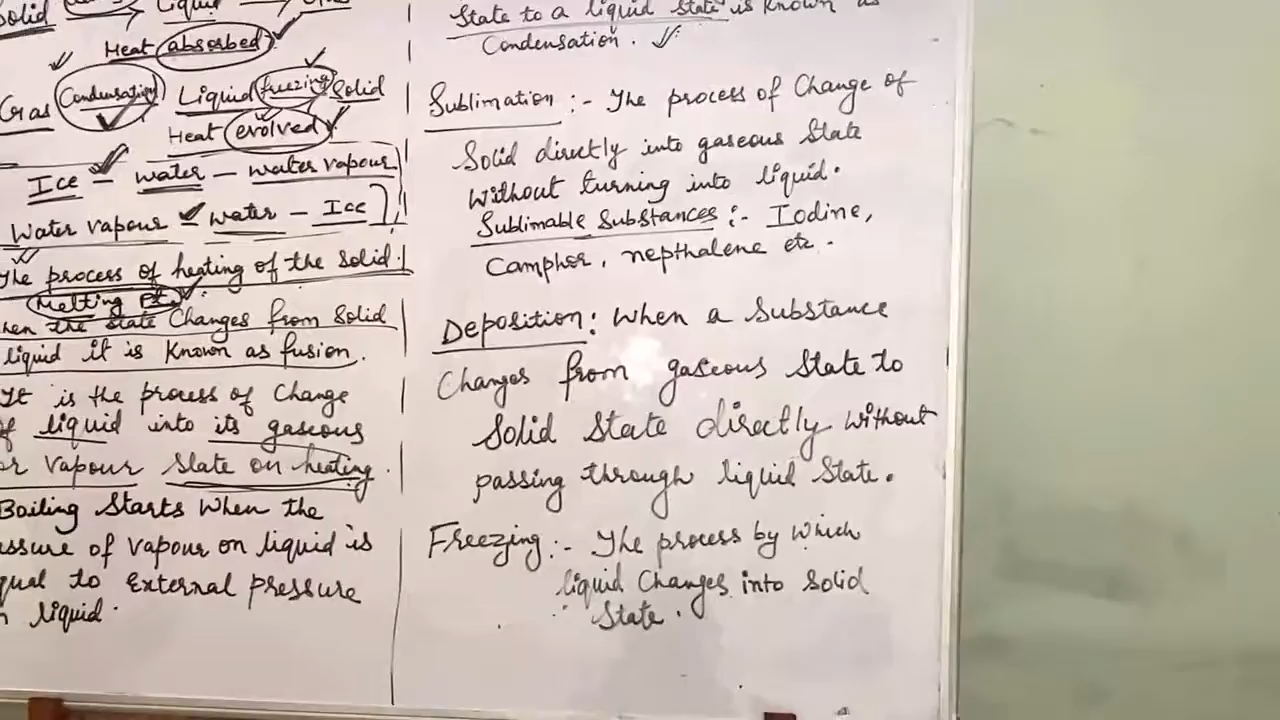 Solid → Liquid →
Heat absorbed
Gas Condensation Liquid freezing Solid
Heat evolved
Ice – water – water vapour
Water vapour – water – Ice
The process of heating of the solid.
Melting Pt.
the state Changes from Solid
liquid it is known as fusion.
It is the process of Change
of liquid into its gaseous
or vapour state on heating.
Boiling starts when the
essure of vapour on liquid is
qual to External pressure
liquid.
State to a liquid state is known as
Condensation.
Sublimation :- The process of Change of
Solid directly into gaseous State
without turning into liquid.
Sublimable Substances :- Iodine,
Camphor, nepthalene etc.
Deposition: When a Substance
Changes from gaseous State to
Solid State directly without
passing through liquid State.
Freezing :- The process by which
liquid Changes into solid
State.